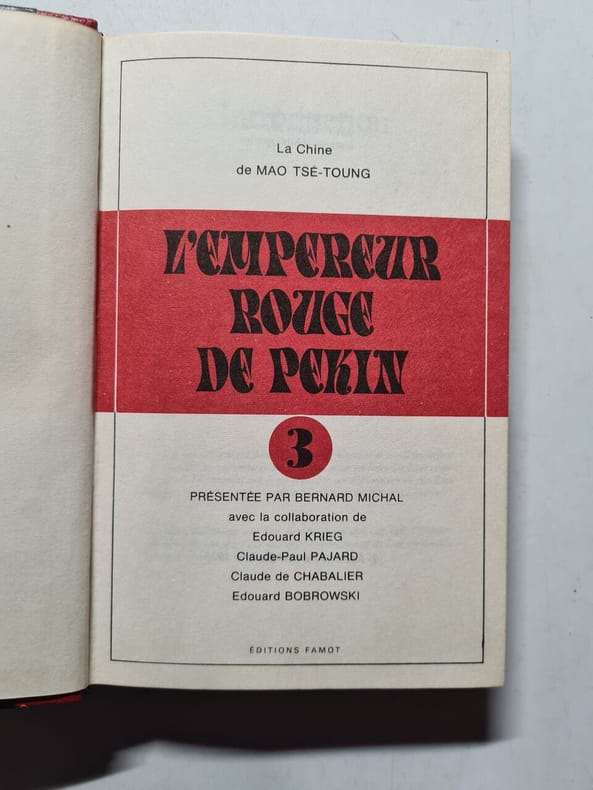 La Chine
de MAO TSÉ-TOUNG
L'EMPEREUR
ROUGE
DE PEKIN
3
PRÉSENTÉE PAR BERNARD MICHAL
avec la collaboration de
Edouard KRIEG
Claude-Paul PAJARD
Claude de CHABALIER
Edouard BOBROWSKI
ÉDITIONS FAMOT